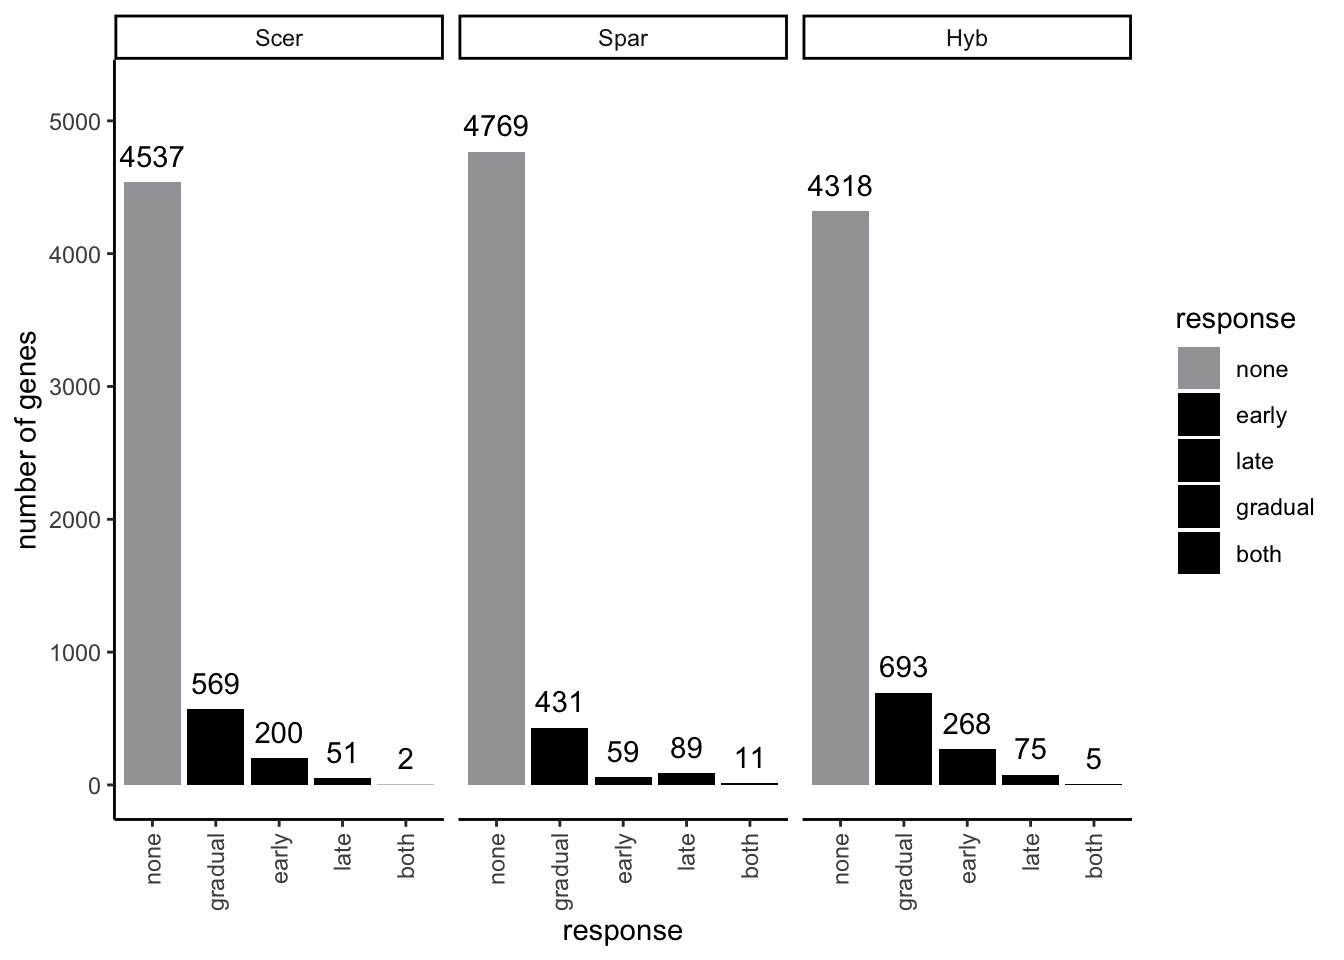 Scer
Spar
Hyb
number of genes
5000
4000
3000
2000
1000
0
4537
569
200
51
2
4769
431
59
89
11
4318
693
268
75
5
none
gradual
early
late
both
none
gradual
early
late
both
none
gradual
early
late
both
response
response
none
early
late
gradual
both